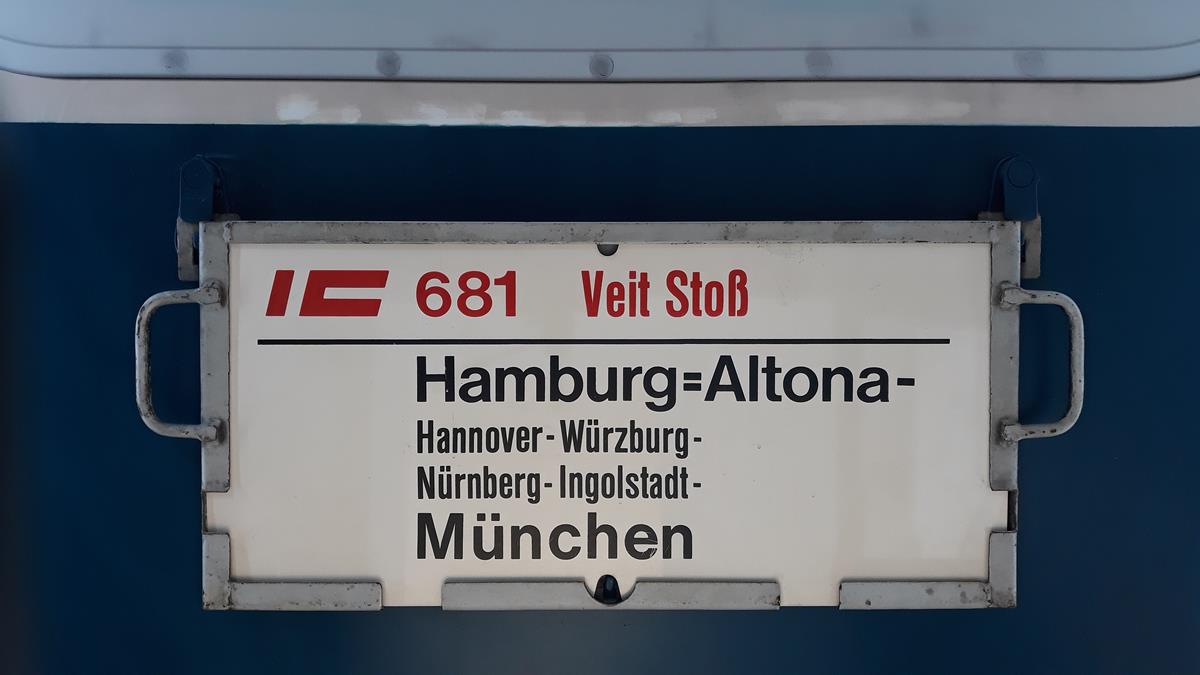 IC 681 Veit Stoß
Hamburg=Altona-
Hannover-Würzburg-
Nürnberg-Ingolstadt-
München